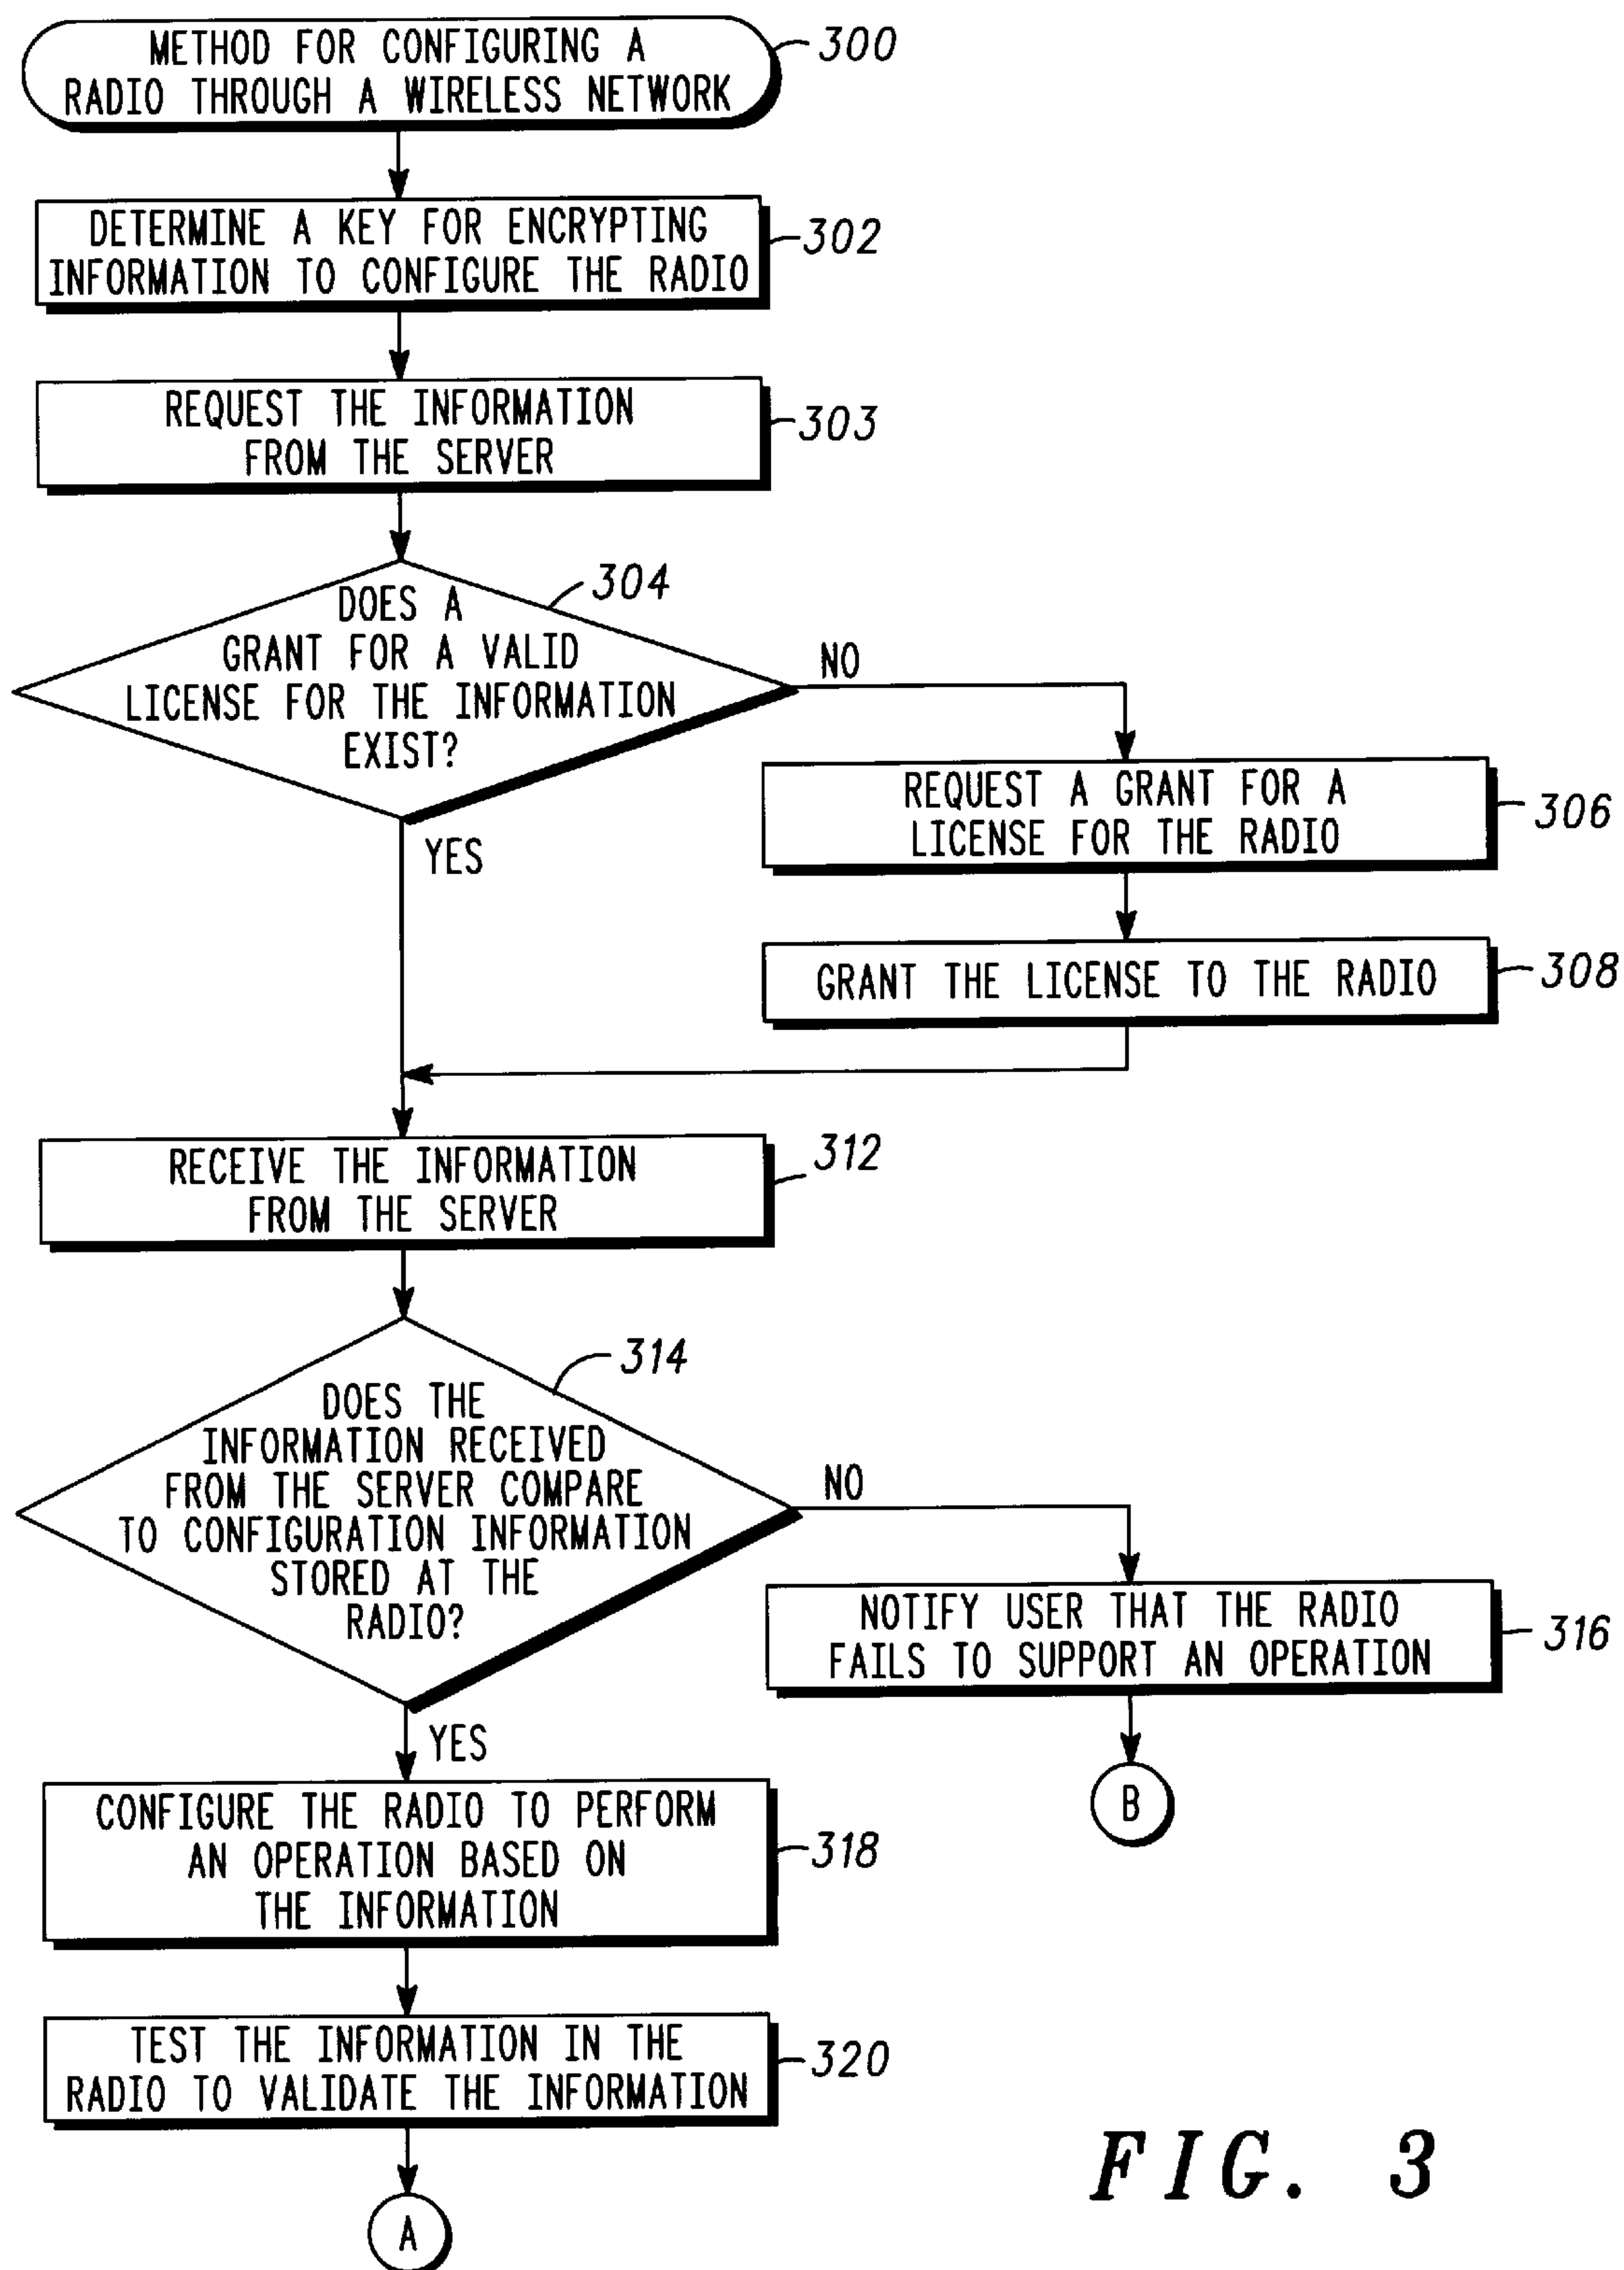 METHOD FOR CONFIGURING A
RADIO THROUGH A WIRELESS NETWORK
300
DETERMINE A KEY FOR ENCRYPTING
INFORMATION TO CONFIGURE THE RADIO
302
REQUEST THE INFORMATION
FROM THE SERVER
303
304
DOES A
GRANT FOR A VALID
LICENSE FOR THE INFORMATION
EXIST?
NO
YES
REQUEST A GRANT FOR A
LICENSE FOR THE RADIO
306
GRANT THE LICENSE TO THE RADIO
308
RECEIVE THE INFORMATION
FROM THE SERVER
312
314
DOES THE
INFORMATION RECEIVED
FROM THE SERVER COMPARE
TO CONFIGURATION INFORMATION
STORED AT THE
RADIO?
NO
YES
NOTIFY USER THAT THE RADIO
FAILS TO SUPPORT AN OPERATION
316
B
CONFIGURE THE RADIO TO PERFORM
AN OPERATION BASED ON
THE INFORMATION
318
TEST THE INFORMATION IN THE
RADIO TO VALIDATE THE INFORMATION
320
A
FIG. 3